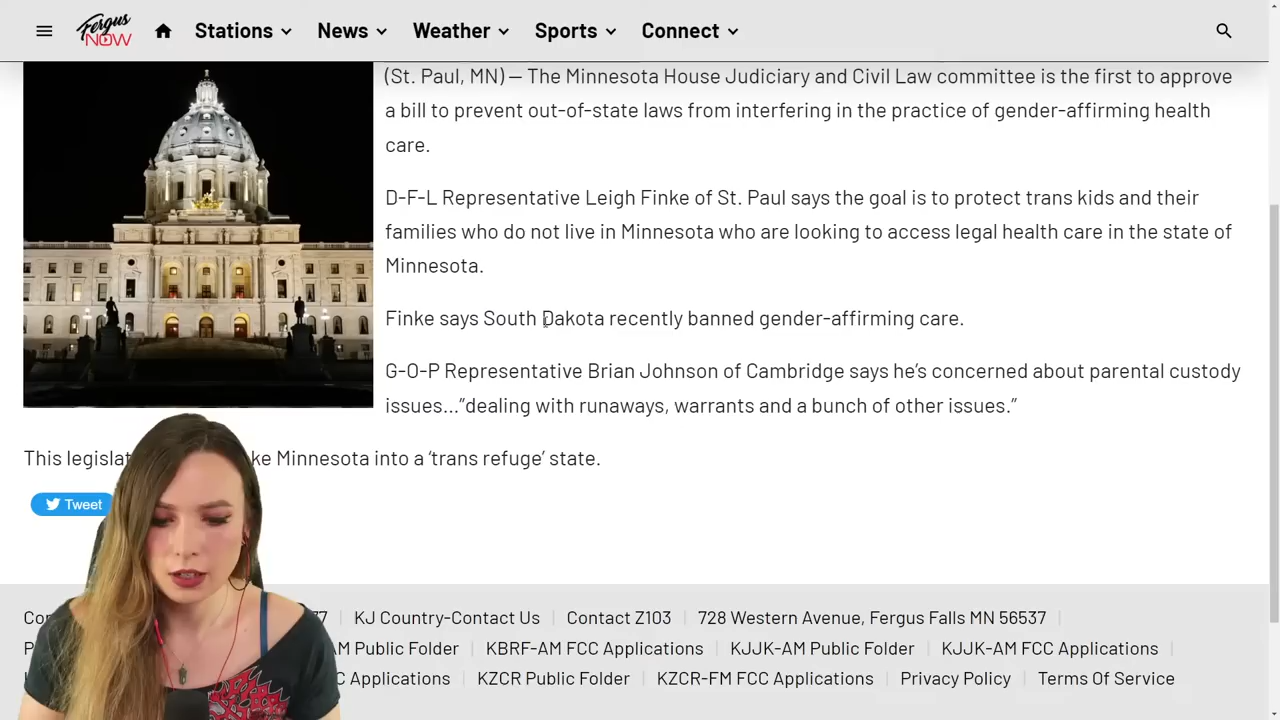 Fergus
NOW
Stations
News
Weather
Sports
Connect
(St. Paul, MN) – The Minnesota House Judiciary and Civil Law committee is the first to approve
a bill to prevent out-of-state laws from interfering in the practice of gender-affirming health
care.
D-F-L Representative Leigh Finke of St. Paul says the goal is to protect trans kids and their
families who do not live in Minnesota who are looking to access legal health care in the state of
Minnesota.
Finke says South Dakota recently banned gender-affirming care.
G-O-P Representative Brian Johnson of Cambridge says he's concerned about parental custody
issues...”dealing with runaways, warrants and a bunch of other issues.”
This Minnesota into a ‘trans refuge’ state.
Tweet
KJ Country-Contact Us | Contact Z103 | 728 Western Avenue, Fergus Falls MN 56537 |
Public Folder | KBRF-AM FCC Applications | KJJK-AM Public Folder | KJJK-AM FCC Applications |
Applications | KZCR Public Folder | KZCR-FM FCC Applications | Privacy Policy | Terms Of Service